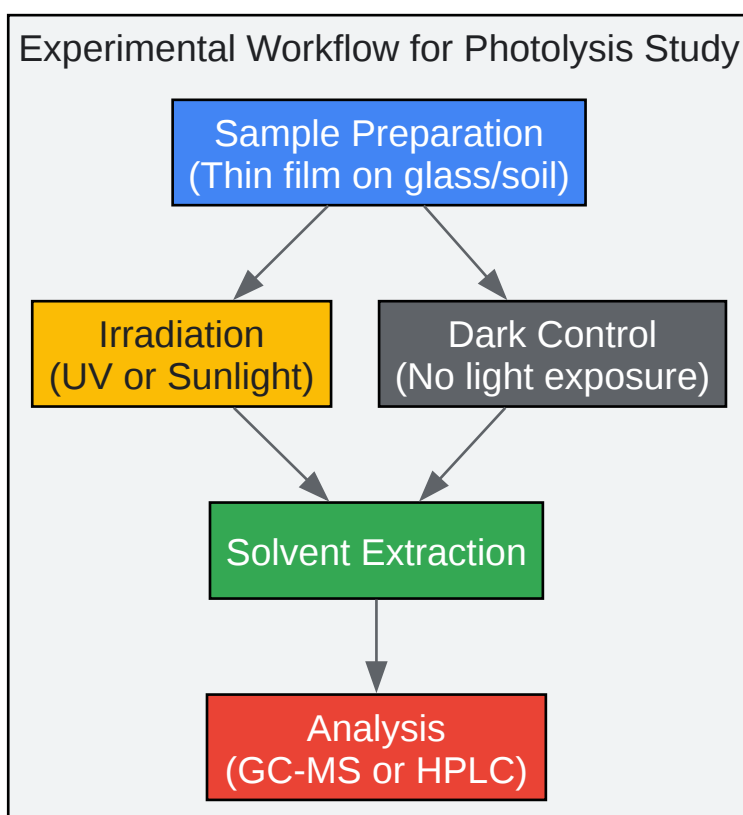 Experimental Workflow for Photolysis Study
Sample Preparation
(Thin film on glass/soil)
Irradiation
(UV or Sunlight)
Dark Control
(No light exposure)
Solvent Extraction
Analysis
(GC-MS or HPLC)